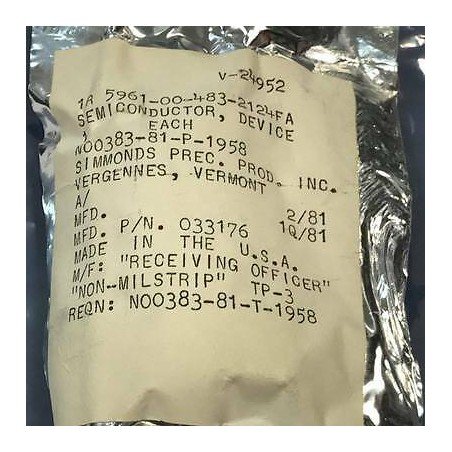 V-24952
1R 5961-00-483-2124FA
SEMICONDUCTOR, DEVICE
EACH
N00383-81-P-1958
SIMMONDS PREC. PROD. INC.
VERGENNES, VERMONT
A/
MFD. 2/81
MFD. P/N. 033176 1Q/81
MADE IN THE U.S.A.
M/F: "RECEIVING OFFICER"
"NON-MILSTRIP" TP-3
REQN: N00383-81-T-1958